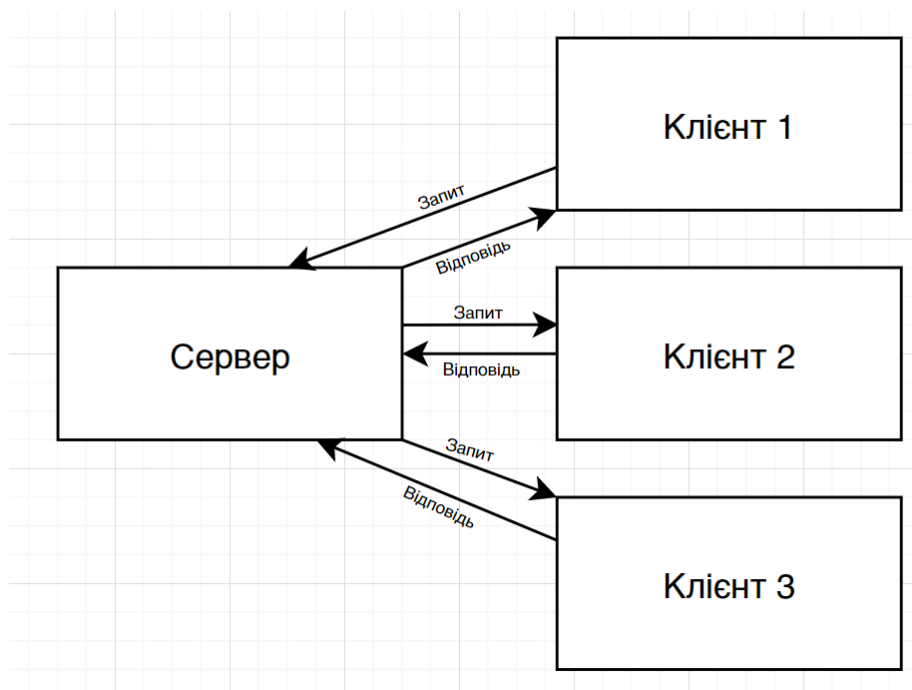 Клієнт 1
Запит
Відповідь
Запит
Сервер
Клієнт 2
Відповідь
Запит
Відповідь
Клієнт 3